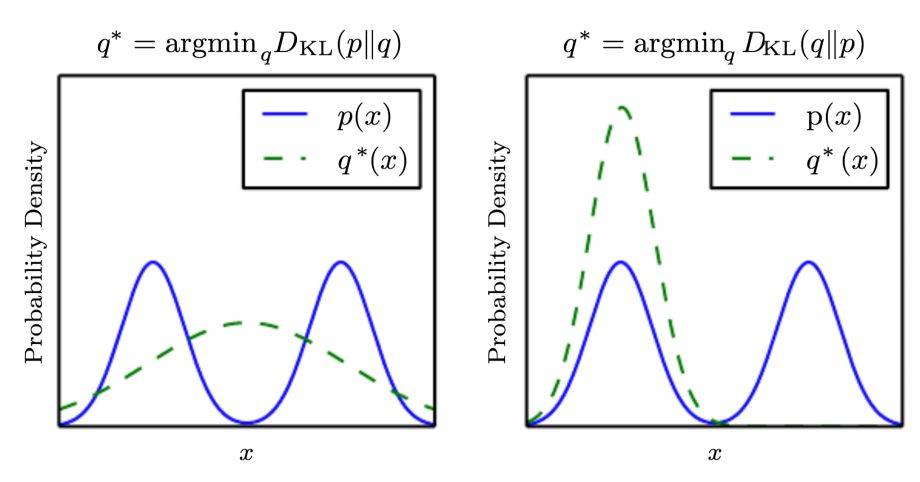 q* = argmin_q D_KL(p‖q)
p(x)
q*(x)
Probability Density
x
q* = argmin_q D_KL(q‖p)
p(x)
q*(x)
Probability Density
x